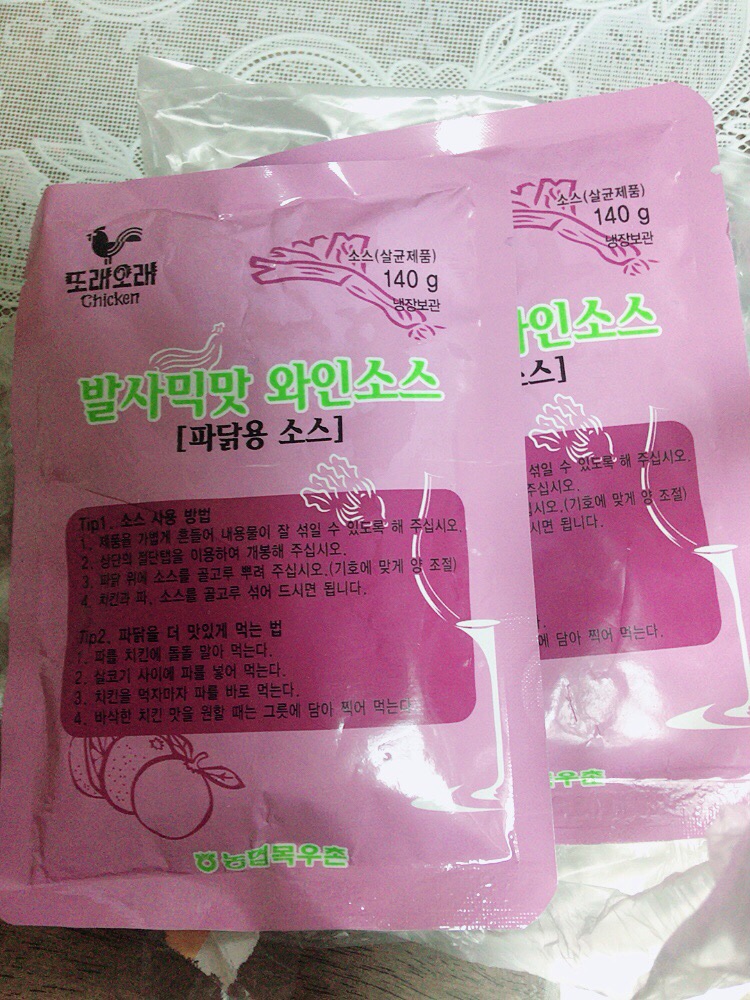 또래오래
Chicken
소스(살균제품)
140 g
냉장보관
발사믹맛 와인소스
[파닭용 소스]
Tip1. 소스 사용 방법
1. 제품을 가볍게 흔들어 내용물이 잘 섞일 수 있도록 해 주십시오.
2. 상단의 절단탭을 이용하여 개봉해 주십시오.
3. 파닭 위에 소스를 골고루 뿌려 주십시오.(기호에 맞게 양 조절)
4. 치킨과 파, 소스를 골고루 섞어 드시면 됩니다.
Tip2. 파닭을 더 맛있게 먹는 법
1. 파를 치킨에 돌돌 말아 먹는다.
2. 살코기 사이에 파를 넣어 먹는다.
3. 치킨을 먹자마자 파를 바로 먹는다.
4. 바삭한 치킨 맛을 원할 때는 그릇에 담아 찍어 먹는다.
농협목우촌
소스(살균제품)
140 g
냉장보관
와인소스
소스]
섞일 수 있도록 해 주십시오.
주십시오.
십시오.(기호에 맞게 양 조절)
시면 됩니다.
에 담아 찍어 먹는다.
목우촌